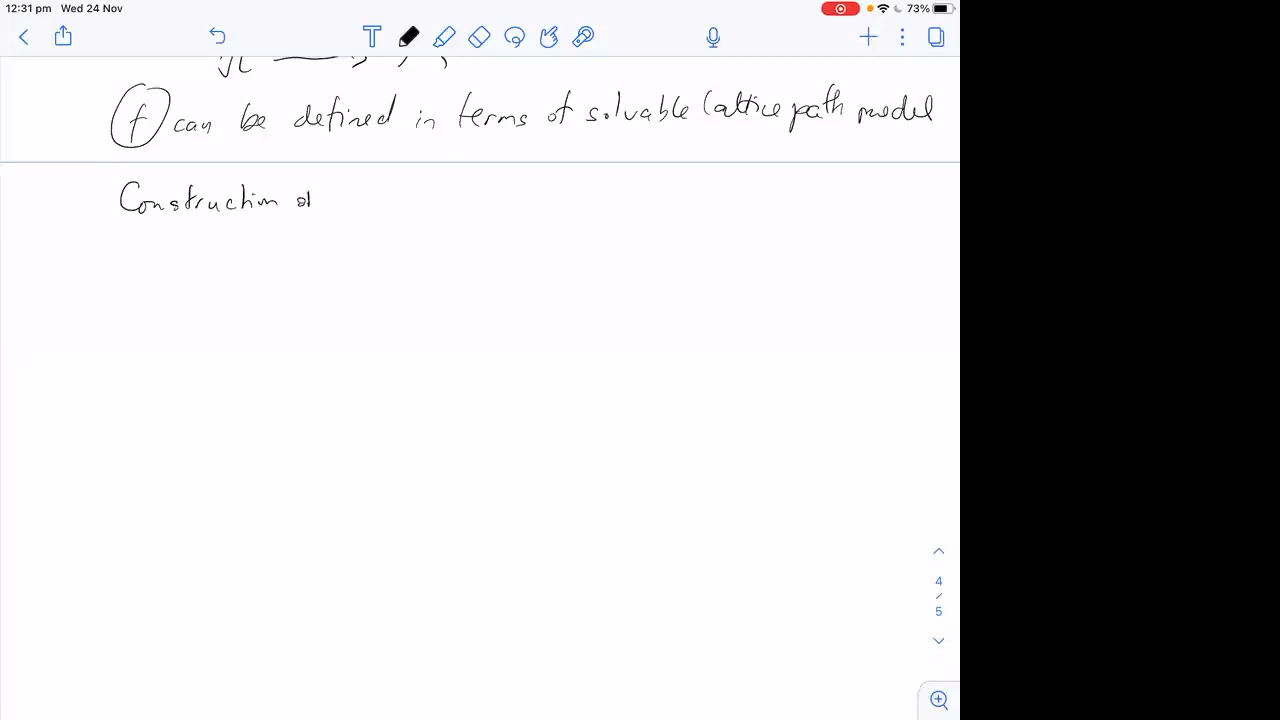 12:31 pm Wed 24 Nov 73%
T
f can be defined in terms of solvable lattice path model
Construction of
4
/
5